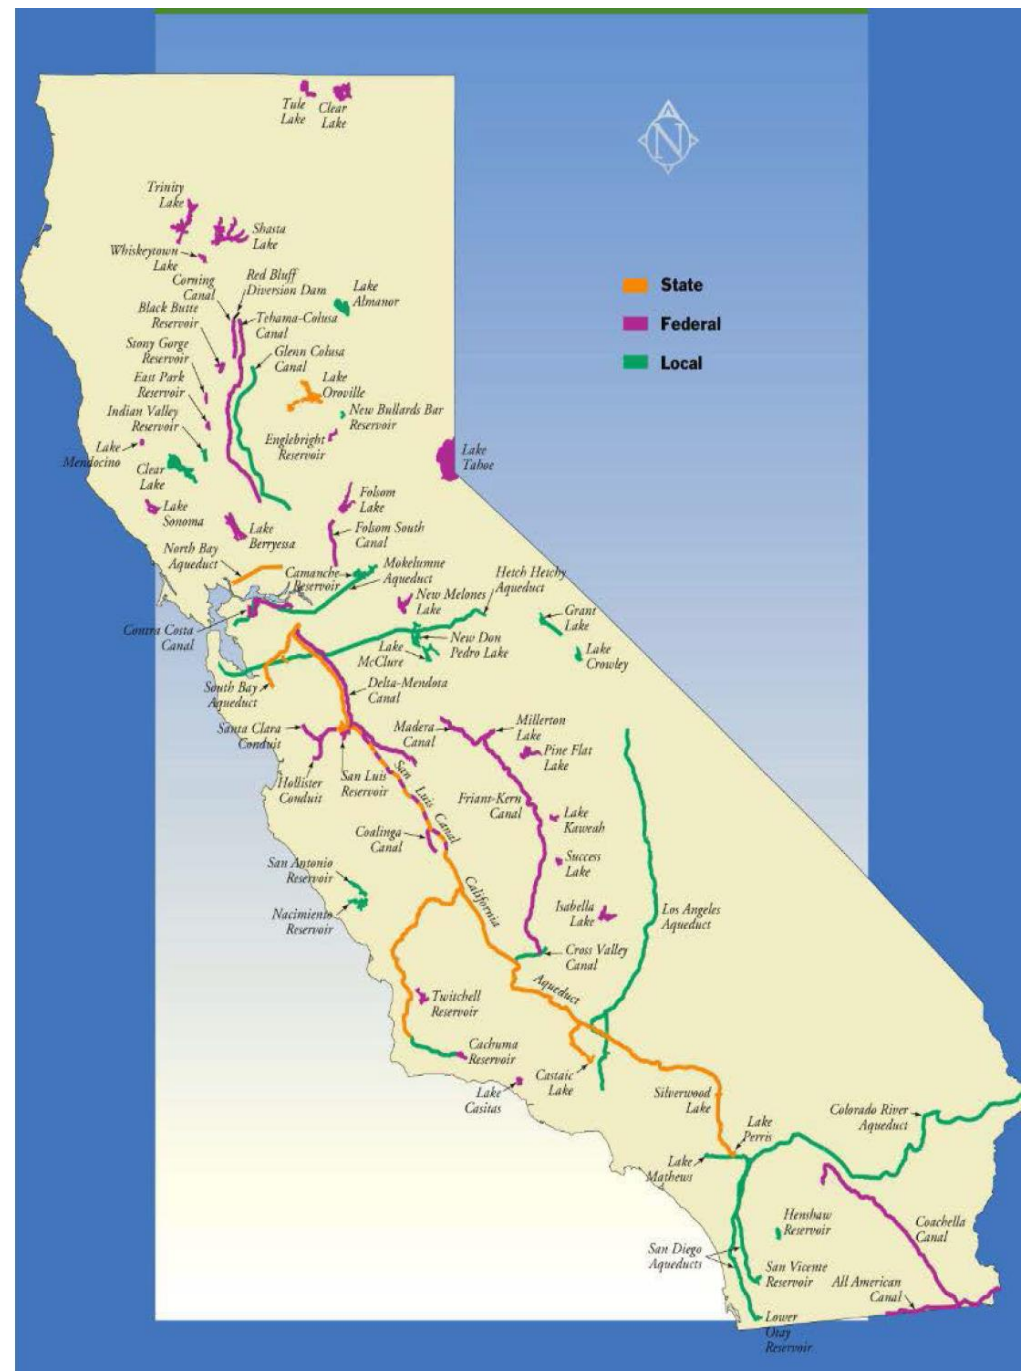 Tule
Lake
Clear
Lake
N
Trinity
Lake
Shasta
Lake
Whiskeytown
Lake
Corning
Canal
Red Bluff
Diversion Dam
Lake
Almanor
State
Black Butte
Reservoir
Tehama-Colusa
Canal
Federal
Stony Gorge
Reservoir
Glenn Colusa
Canal
Local
East Park
Reservoir
Lake
Oroville
Indian Valley
Reservoir
New Bullards Bar
Reservoir
Englebright
Reservoir
Lake
Mendocino
Clear
Lake
Lake
Tahoe
Lake
Sonoma
Folsom
Lake
Lake
Berryessa
Folsom South
Canal
North Bay
Aqueduct
Camanche
Reservoir
Mokelumne
Aqueduct
Hetch Hetchy
Aqueduct
New Melones
Lake
Grant
Lake
Contra Costa
Canal
New Don
Pedro Lake
Lake
McClure
Lake
Crowley
South Bay
Aqueduct
Delta-Mendota
Canal
Santa Clara
Conduit
Madera
Canal
Millerton
Lake
Pine Flat
Lake
Hollister
Conduit
San Luis
Reservoir
San Luis Canal
Friant-Kern
Canal
Lake
Kaweah
Coalinga
Canal
Success
Lake
San Antonio
Reservoir
Nacimiento
Reservoir
California Aqueduct
Isabella
Lake
Los Angeles
Aqueduct
Cross Valley
Canal
Twitchell
Reservoir
Cachuma
Reservoir
Castaic
Lake
Lake
Casitas
Silverwood
Lake
Lake
Perris
Colorado River
Aqueduct
Lake
Mathews
Henshaw
Reservoir
Coachella
Canal
San Diego
Aqueducts
San Vicente
Reservoir
All American
Canal
Lower
Otay
Reservoir